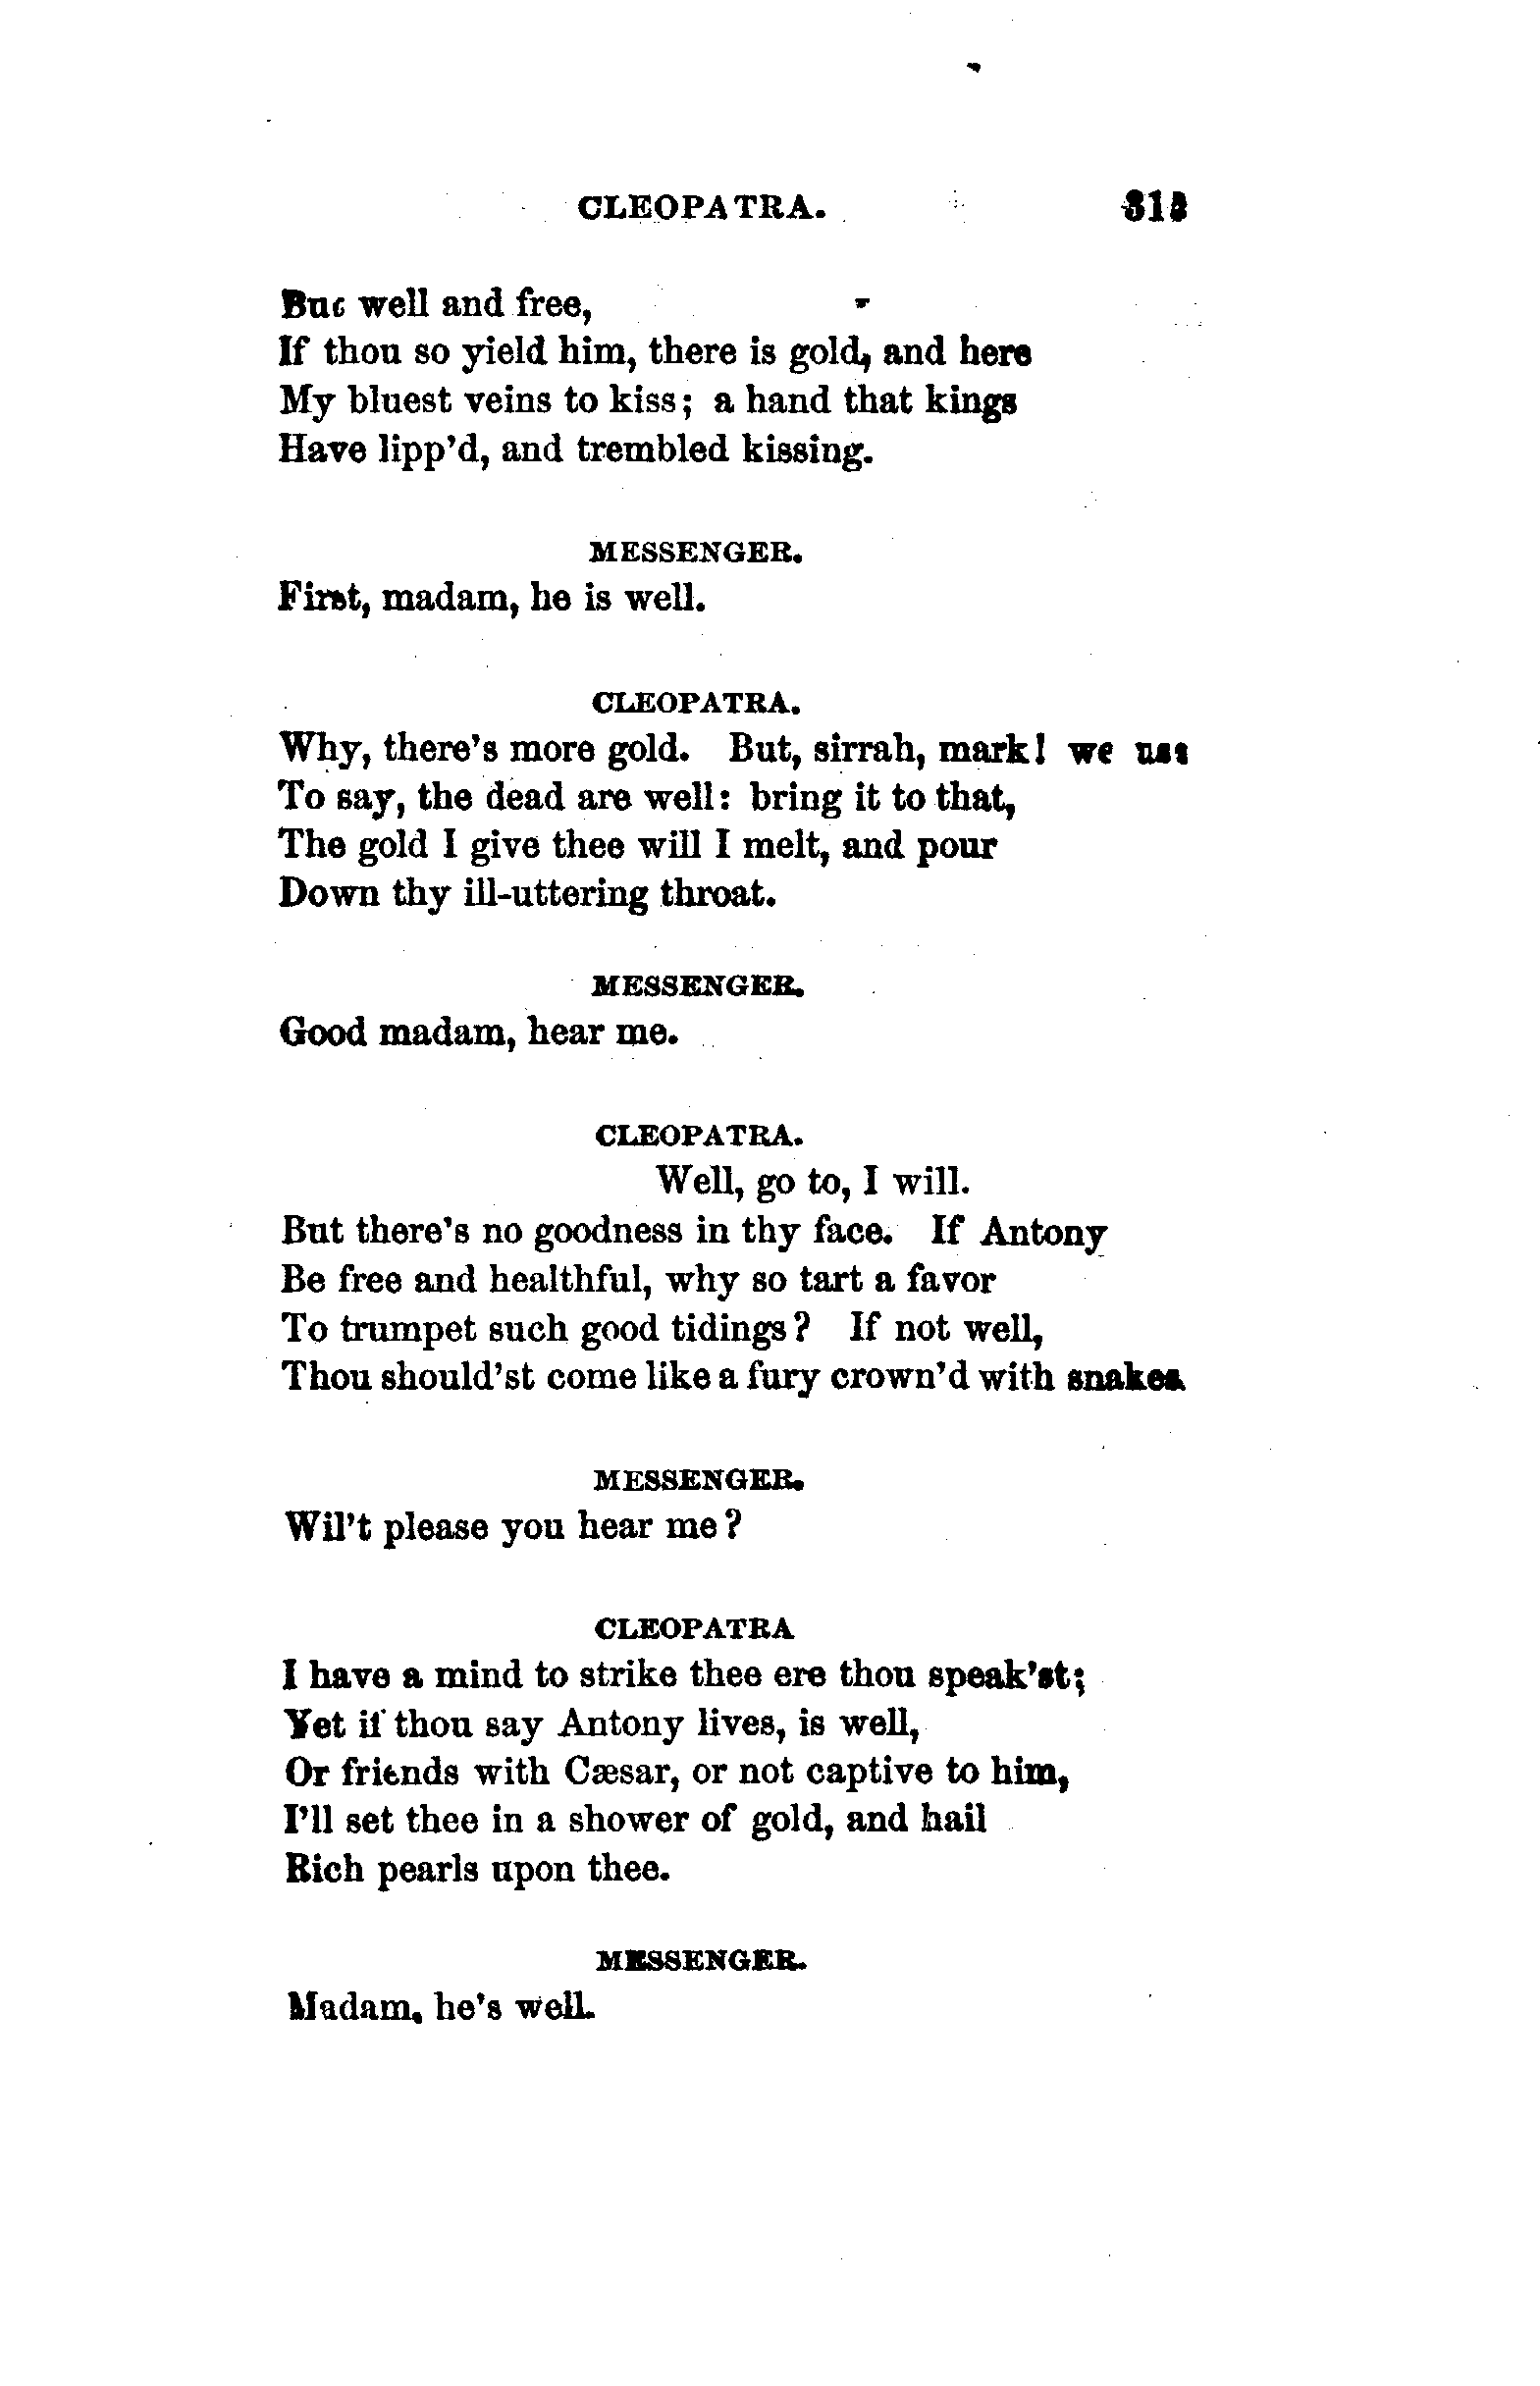 CLEOPATRA. 313
But well and free,
If thou so yield him, there is gold, and here
My bluest veins to kiss; a hand that kings
Have lipp'd, and trembled kissing.
MESSENGER.
First, madam, he is well.
CLEOPATRA.
Why, there's more gold. But, sirrah, mark! we use
To say, the dead are well: bring it to that,
The gold I give thee will I melt, and pour
Down thy ill-uttering throat.
MESSENGER.
Good madam, hear me.
CLEOPATRA.
Well, go to, I will.
But there's no goodness in thy face. If Antony
Be free and healthful, why so tart a favor
To trumpet such good tidings? If not well,
Thou should'st come like a fury crown'd with snakes
MESSENGER.
Wil't please you hear me?
CLEOPATRA
I have a mind to strike thee ere thou speak'st;
Yet if thou say Antony lives, is well,
Or friends with Cæsar, or not captive to him,
I'll set thee in a shower of gold, and hail
Rich pearls upon thee.
MESSENGER.
Madam, he's well.